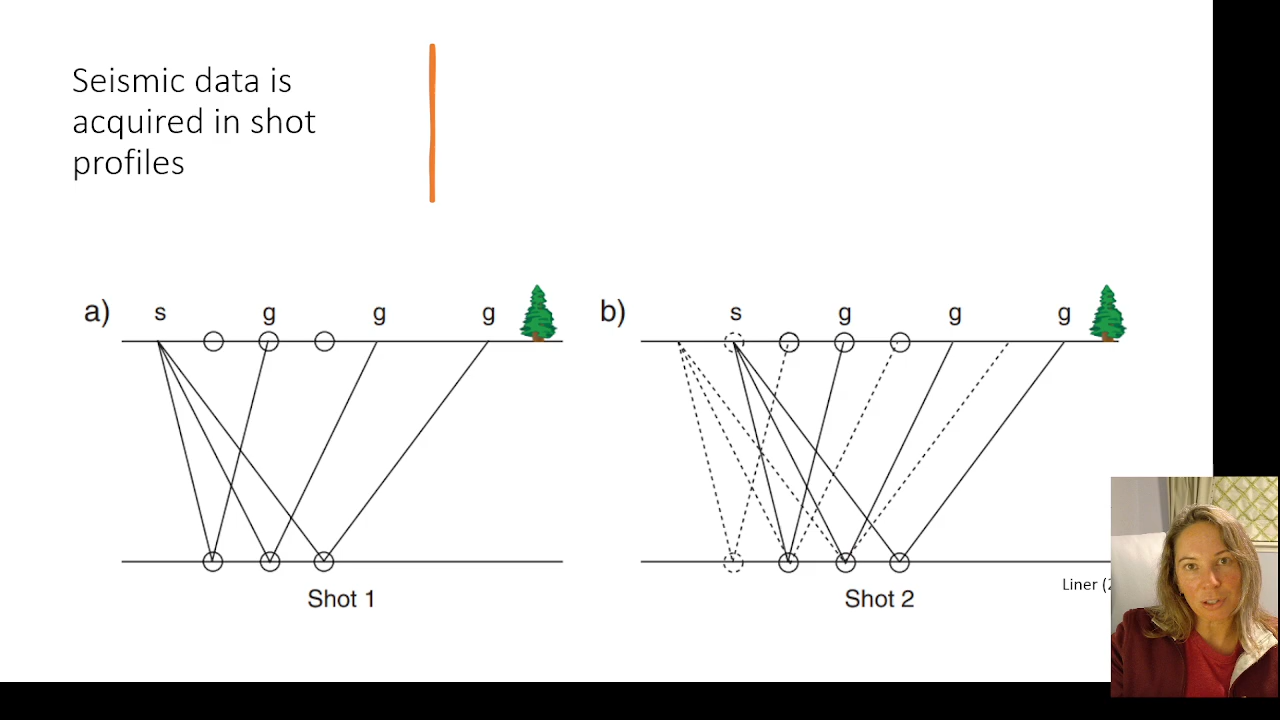 Seismic data is
acquired in shot
profiles
a) s g g g
b) s g g g
Shot 1
Shot 2
Liner (2